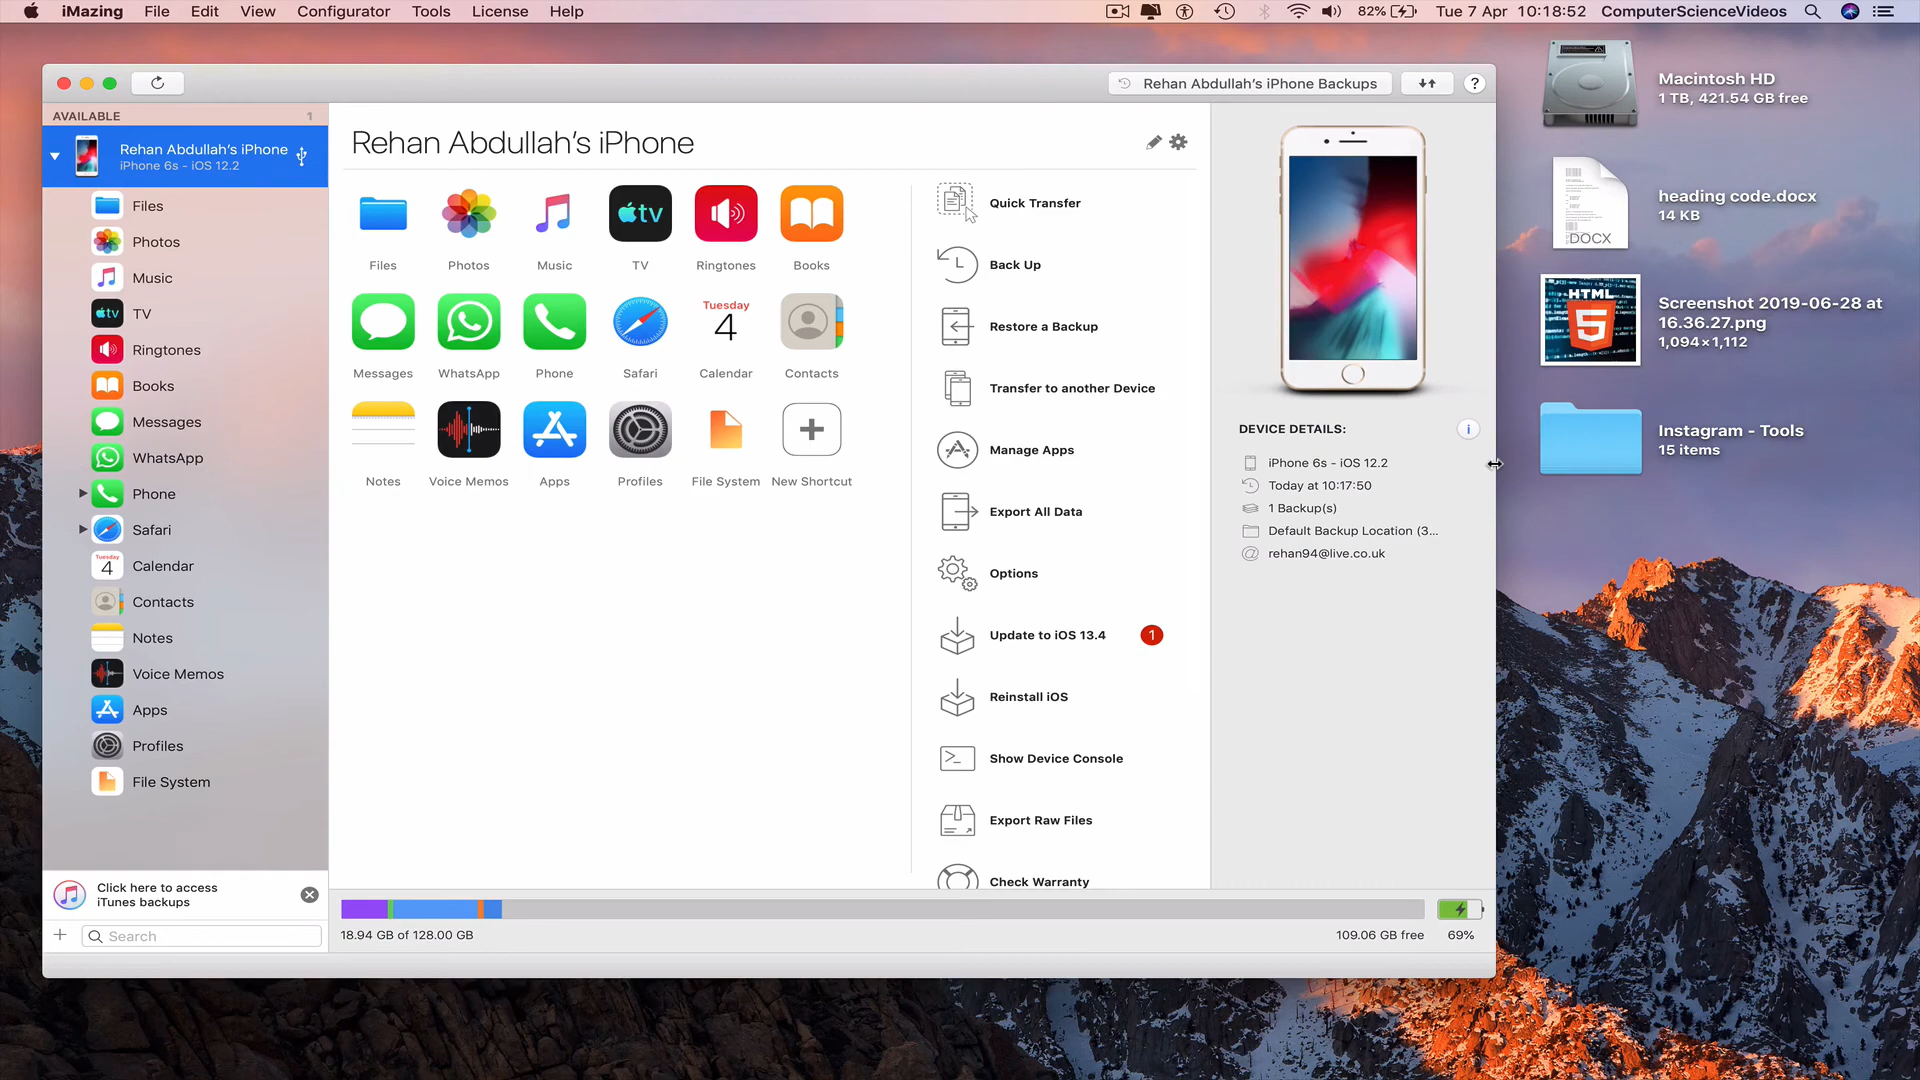 iMazing File Edit View Configurator Tools License Help
82% Tue 7 Apr 10:18:52 ComputerScienceVideos
Rehan Abdullah’s iPhone Backups ?
AVAILABLE 1
Rehan Abdullah’s iPhone
iPhone 6s - iOS 12.2
Files
Photos
Music
tv TV
Ringtones
Books
Messages
WhatsApp
Phone
Safari
Tuesday
4 Calendar
Contacts
Notes
Voice Memos
Apps
Profiles
File System
Click here to access
iTunes backups
+ Search
Rehan Abdullah’s iPhone
tv
Files Photos Music TV Ringtones Books
Tuesday
4
Messages WhatsApp Phone Safari Calendar Contacts
Notes Voice Memos Apps Profiles File System New Shortcut
Quick Transfer
Back Up
Restore a Backup
Transfer to another Device
Manage Apps
Export All Data
Options
Update to iOS 13.4 1
Reinstall iOS
Show Device Console
Export Raw Files
Check Warranty
DEVICE DETAILS: i
iPhone 6s - iOS 12.2
Today at 10:17:50
1 Backup(s)
Default Backup Location (3...
rehan94@live.co.uk
18.94 GB of 128.00 GB 109.06 GB free 69%
Macintosh HD
1 TB, 421.54 GB free
DOCX
heading code.docx
14 KB
HTML
5
Screenshot 2019-06-28 at
16.36.27.png
1,094×1,112
Instagram - Tools
15 items